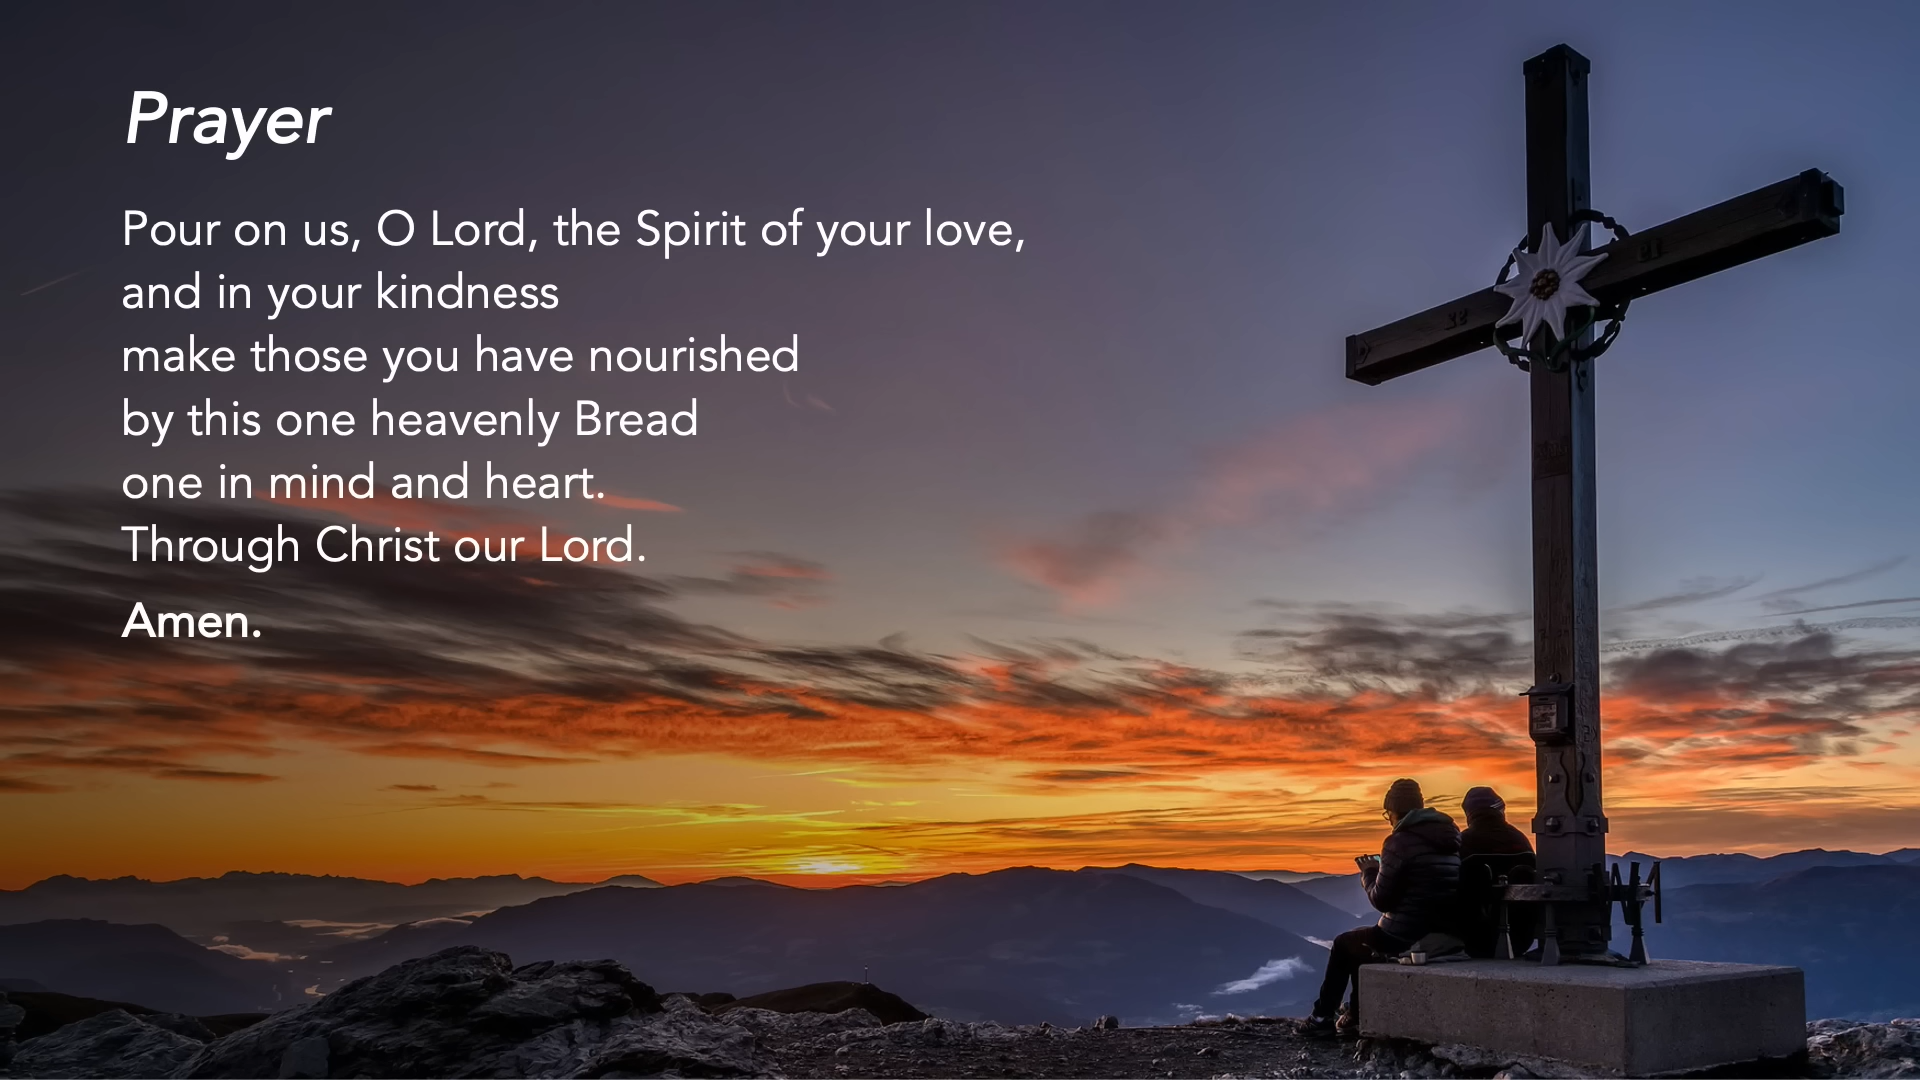 Prayer
Pour on us, O Lord, the Spirit of your love,
and in your kindness
make those you have nourished
by this one heavenly Bread
one in mind and heart.
Through Christ our Lord.
Amen.